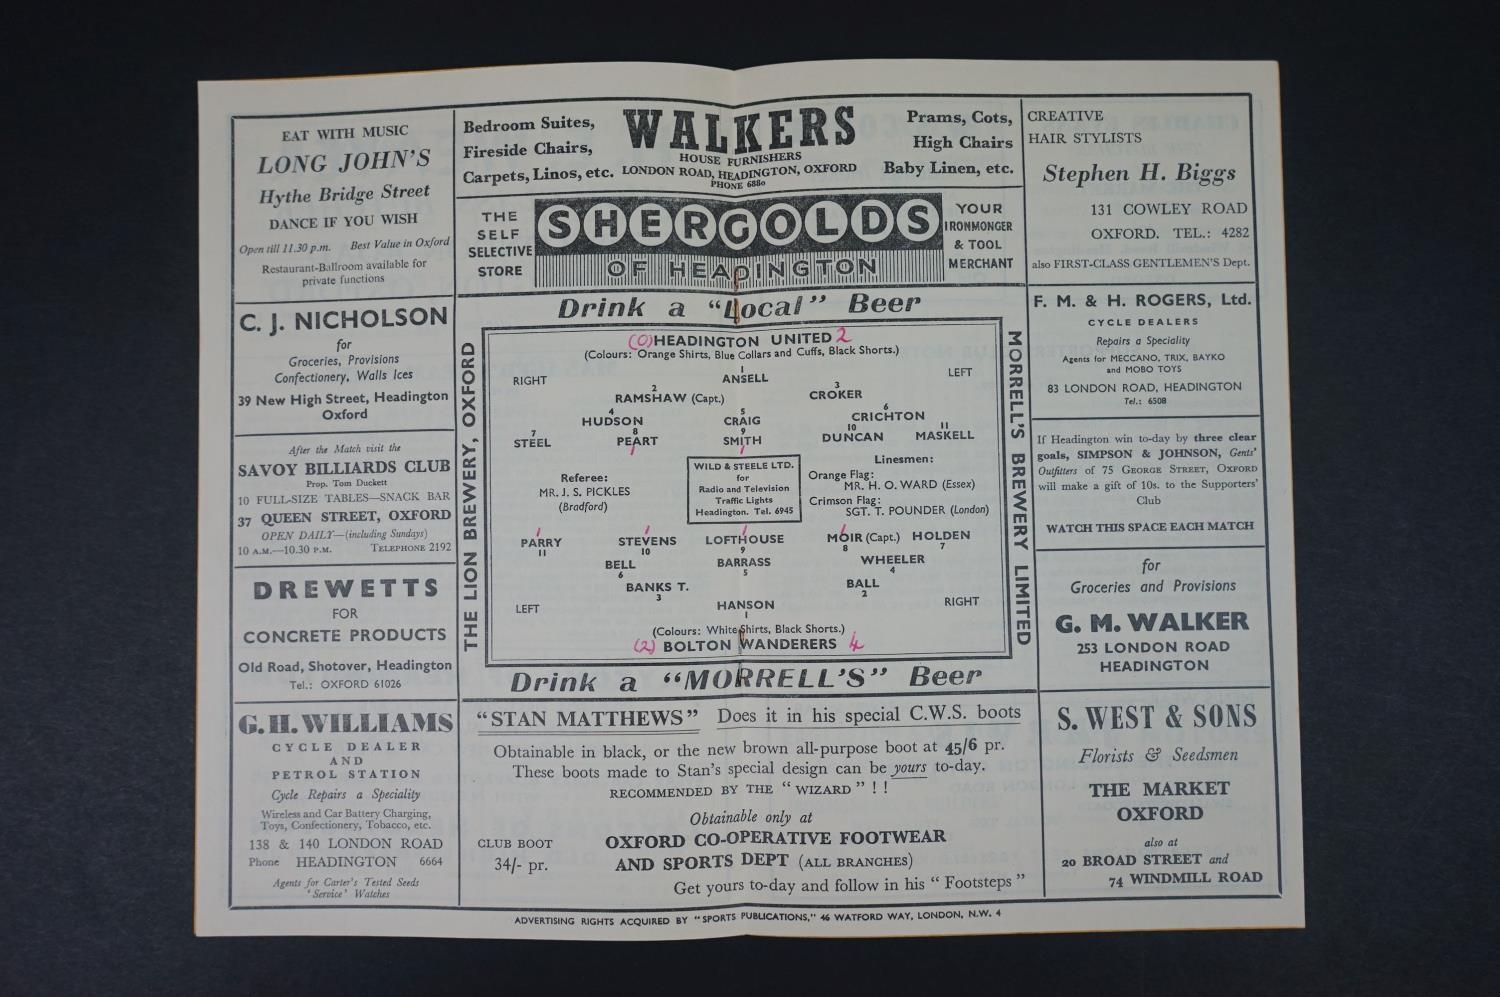 EAT WITH MUSIC
LONG JOHN'S
Hythe Bridge Street
DANCE IF YOU WISH
Open till 11.30 p.m. Best Value in Oxford
Restaurant-Ballroom available for
private functions
C. J. NICHOLSON
for
Groceries, Provisions
Confectionery, Walls Ices
39 New High Street, Headington
Oxford
After the Match visit the
SAVOY BILLIARDS CLUB
Prop. Tom Duckett
10 FULL-SIZE TABLES—SNACK BAR
37 QUEEN STREET, OXFORD
OPEN DAILY—(including Sundays)
10 A.M.—10.30 P.M. TELEPHONE 2192
DREWETTS
FOR
CONCRETE PRODUCTS
Old Road, Shotover, Headington
Tel.: OXFORD 61026
G. H. WILLIAMS
CYCLE DEALER
AND
PETROL STATION
Cycle Repairs a Speciality
Wireless and Car Battery Charging,
Toys, Confectionery, Tobacco, etc.
138 & 140 LONDON ROAD
Phone HEADINGTON 6664
Agents for Carter's Tested Seeds
'Service' Watches
Bedroom Suites,
Fireside Chairs,
Carpets, Linos, etc.
WALKERS
HOUSE FURNISHERS
LONDON ROAD, HEADINGTON, OXFORD
PHONE 6880
Prams, Cots,
High Chairs
Baby Linen, etc.
THE
SELF
SELECTIVE
STORE
SHERGOLDS
OF HEADINGTON
YOUR
IRONMONGER
& TOOL
MERCHANT
Drink a "Local" Beer
THE LION BREWERY, OXFORD
(0) HEADINGTON UNITED 2
(Colours: Orange Shirts, Blue Collars and Cuffs, Black Shorts.)
RIGHT 1 LEFT
ANSELL
2 3
RAMSHAW (Capt.) CROKER
4 5 6
HUDSON CRAIG CRICHTON
7 8 9 10 11
STEEL PEART SMITH DUNCAN MASKELL
1 1
Referee:
MR. J. S. PICKLES
(Bradford)
WILD & STEELE LTD.
for
Radio and Television
Traffic Lights
Headington. Tel. 6945
Linesmen:
Orange Flag:
MR. H. O. WARD (Essex)
Crimson Flag:
SGT. T. POUNDER (London)
1 1 1 1
PARRY STEVENS LOFTHOUSE MOIR (Capt.) HOLDEN
11 10 9 8 7
BELL BARRASS WHEELER
6 5 4
BANKS T. BALL
3 2
LEFT HANSON RIGHT
1
(Colours: White Shirts, Black Shorts.)
(2) BOLTON WANDERERS 4
MORRELL'S BREWERY LIMITED
Drink a "MORRELL'S" Beer
"STAN MATTHEWS" Does it in his special C.W.S. boots
Obtainable in black, or the new brown all-purpose boot at 45/6 pr.
These boots made to Stan's special design can be yours to-day.
RECOMMENDED BY THE "WIZARD" ! !
Obtainable only at
CLUB BOOT
34/- pr.
OXFORD CO-OPERATIVE FOOTWEAR
AND SPORTS DEPT (ALL BRANCHES)
Get yours to-day and follow in his "Footsteps"
CREATIVE
HAIR STYLISTS
Stephen H. Biggs
131 COWLEY ROAD
OXFORD. TEL.: 4282
also FIRST-CLASS GENTLEMEN'S Dept.
F. M. & H. ROGERS, Ltd.
CYCLE DEALERS
Repairs a Speciality
Agents for MECCANO, TRIX, BAYKO
and MOBO TOYS
83 LONDON ROAD, HEADINGTON
Tel.: 6508
If Headington win to-day by three clear
goals, SIMPSON & JOHNSON, Gents'
Outfitters of 75 GEORGE STREET, OXFORD
will make a gift of 10s. to the Supporters'
Club
WATCH THIS SPACE EACH MATCH
for
Groceries and Provisions
G. M. WALKER
253 LONDON ROAD
HEADINGTON
S. WEST & SONS
Florists & Seedsmen
THE MARKET
OXFORD
also at
20 BROAD STREET and
74 WINDMILL ROAD
ADVERTISING RIGHTS ACQUIRED BY "SPORTS PUBLICATIONS," 46 WATFORD WAY, LONDON, N.W. 4